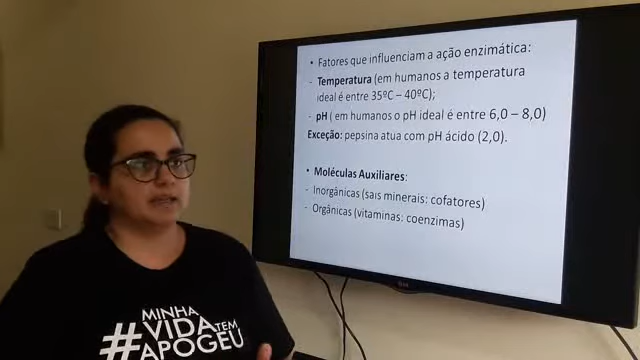 • Fatores que influenciam a ação enzimática:
- Temperatura (em humanos a temperatura
ideal é entre 35ºC – 40ºC);
- pH ( em humanos o pH ideal é entre 6,0 – 8,0)
Exceção: pepsina atua com pH ácido (2,0).
• Moléculas Auxiliares:
- Inorgânicas (sais minerais: cofatores)
- Orgânicas (vitaminas: coenzimas)
LG
#MINHA
VIDA TEM
APOGEU